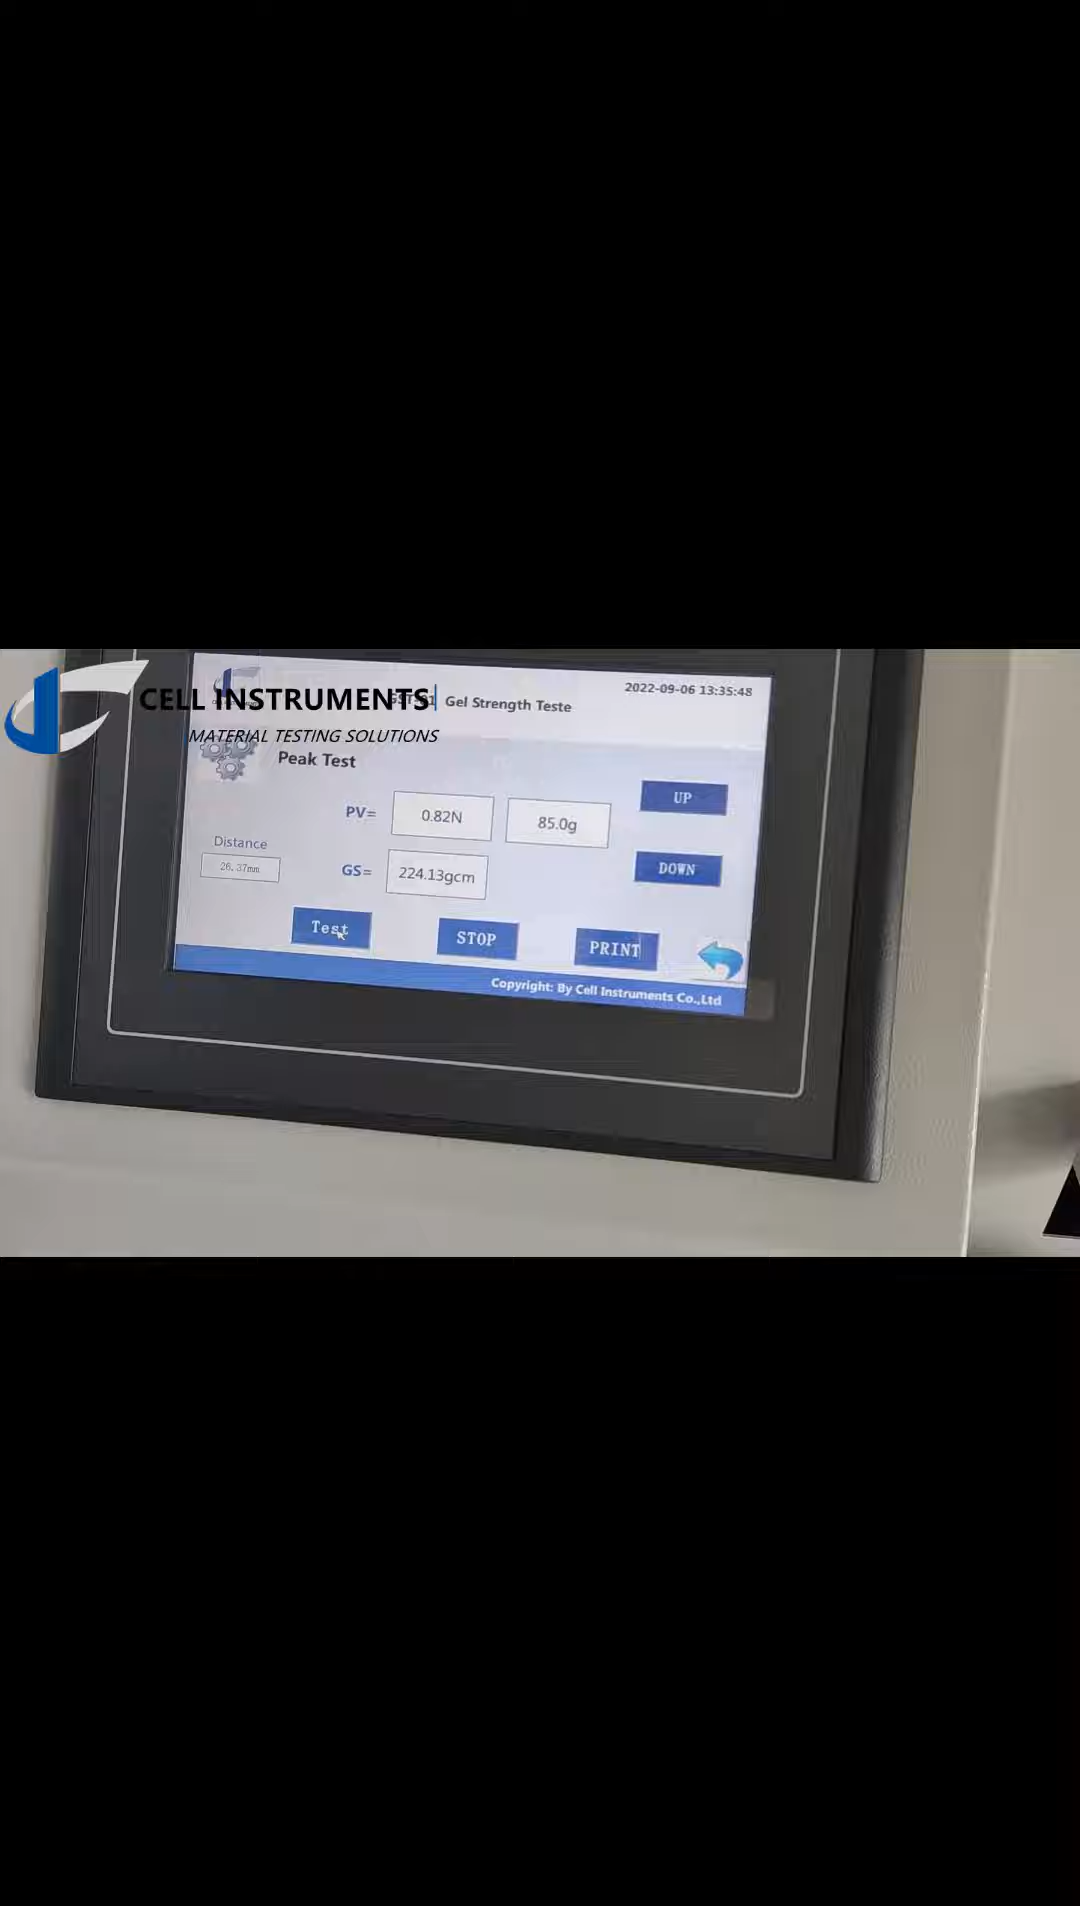 CELL INSTRUMENTS
MATERIAL TESTING SOLUTIONS
Gel Strength Teste
2022-09-06 13:35:48
Peak Test
UP
PV=
0.82N
85.0g
Distance
26.37mm
GS=
224.13gcm
DOWN
Test
STOP
PRINT
Copyright: By Cell Instruments Co.,Ltd